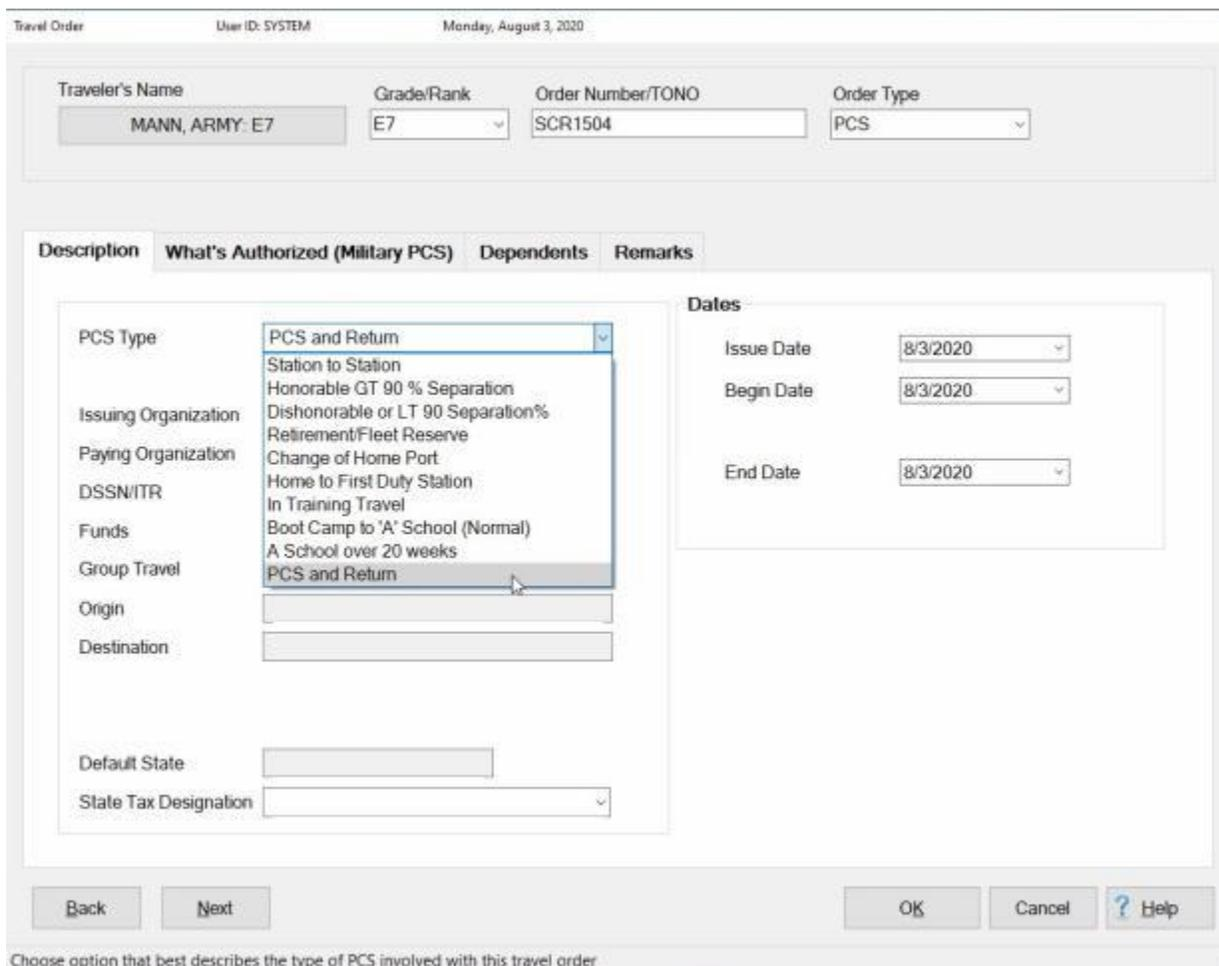 Travel Order User ID: SYSTEM Monday, August 3, 2020
Traveler's Name Grade/Rank Order Number/TONO Order Type
MANN, ARMY: E7 E7 SCR1504 PCS
Description What's Authorized (Military PCS) Dependents Remarks
PCS Type PCS and Return
Station to Station
Honorable GT 90 % Separation
Dishonorable or LT 90 Separation%
Retirement/Fleet Reserve
Change of Home Port
Home to First Duty Station
In Training Travel
Boot Camp to 'A' School (Normal)
A School over 20 weeks
PCS and Return
Issuing Organization
Paying Organization
DSSN/ITR
Funds
Group Travel
Origin
Destination
Default State
State Tax Designation
Dates
Issue Date 8/3/2020
Begin Date 8/3/2020
End Date 8/3/2020
Back Next OK Cancel ? Help
Choose option that best describes the type of PCS involved with this travel order